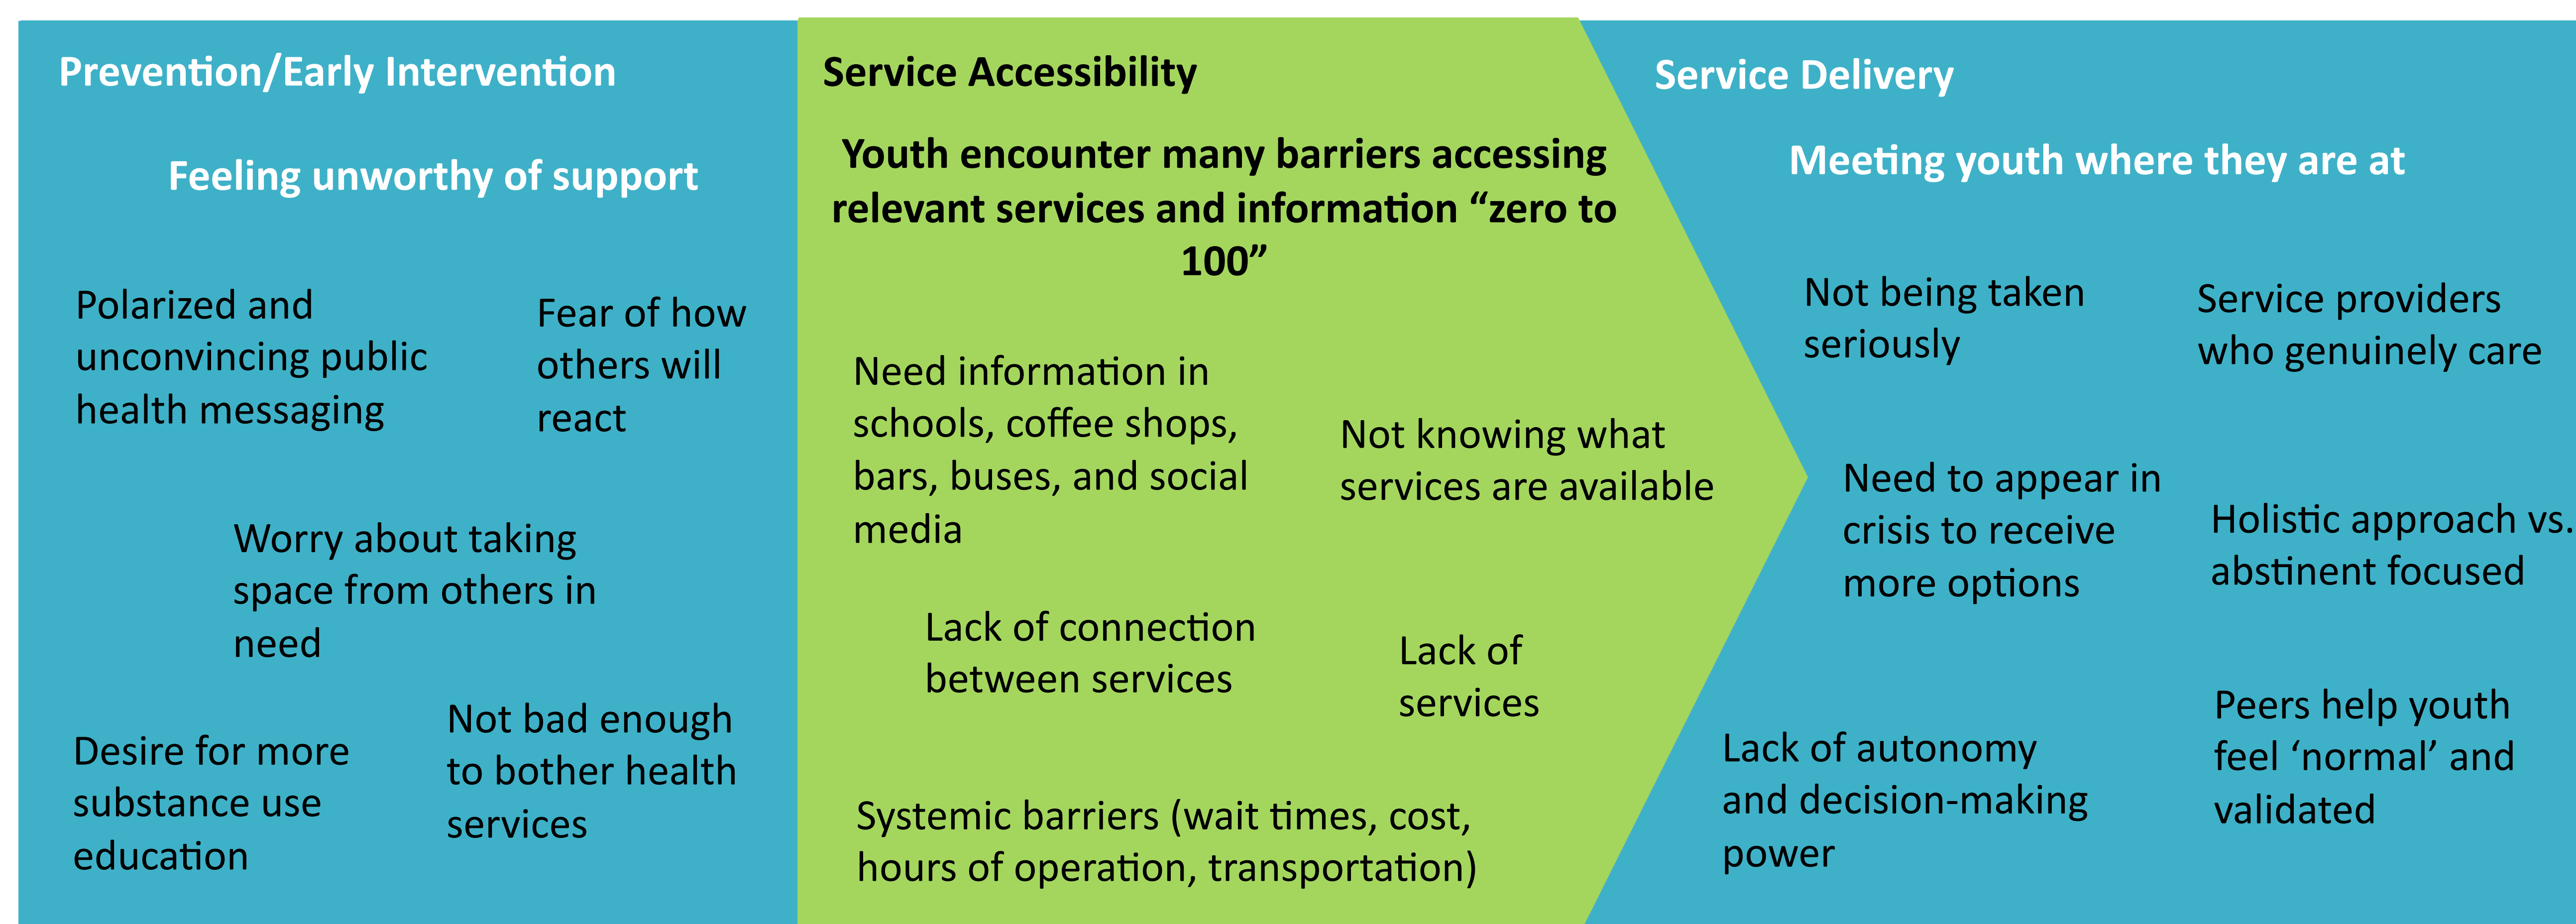 Prevention/Early Intervention
Feeling unworthy of support
Polarized and
unconvincing public
health messaging
Fear of how
others will
react
Worry about taking
space from others in
need
Not bad enough
to bother health
services
Desire for more
substance use
education
Service Accessibility
Youth encounter many barriers accessing
relevant services and information “zero to
100”
Need information in
schools, coffee shops,
bars, buses, and social
media
Not knowing what
services are available
Lack of connection
between services
Lack of
services
Systemic barriers (wait times, cost,
hours of operation, transportation)
Service Delivery
Meeting youth where they are at
Not being taken
seriously
Service providers
who genuinely care
Need to appear in
crisis to receive
more options
Holistic approach vs.
abstinent focused
Lack of autonomy
and decision-making
power
Peers help youth
feel ‘normal’ and
validated